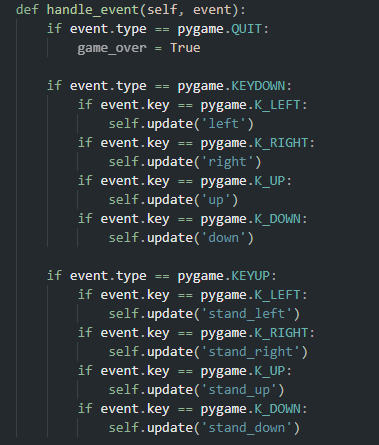 def handle_event(self, event):
    if event.type == pygame.QUIT:
        game_over = True

    if event.type == pygame.KEYDOWN:
        if event.key == pygame.K_LEFT:
            self.update('left')
        if event.key == pygame.K_RIGHT:
            self.update('right')
        if event.key == pygame.K_UP:
            self.update('up')
        if event.key == pygame.K_DOWN:
            self.update('down')

    if event.type == pygame.KEYUP:
        if event.key == pygame.K_LEFT:
            self.update('stand_left')
        if event.key == pygame.K_RIGHT:
            self.update('stand_right')
        if event.key == pygame.K_UP:
            self.update('stand_up')
        if event.key == pygame.K_DOWN:
            self.update('stand_down')